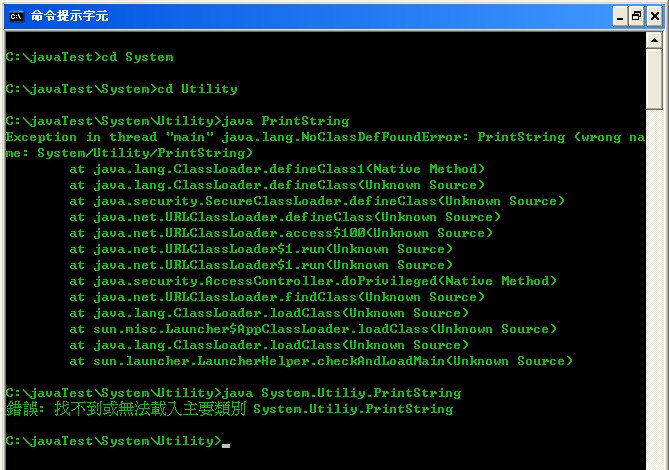 命令提示字元
C:\javaTest>cd System
C:\javaTest\System>cd Utility
C:\javaTest\System\Utility>java PrintString
Exception in thread "main" java.lang.NoClassDefFoundError: PrintString (wrong na
me: System/Utility/PrintString)
at java.lang.ClassLoader.defineClass1(Native Method)
at java.lang.ClassLoader.defineClass(Unknown Source)
at java.security.SecureClassLoader.defineClass(Unknown Source)
at java.net.URLClassLoader.defineClass(Unknown Source)
at java.net.URLClassLoader.access$100(Unknown Source)
at java.net.URLClassLoader$1.run(Unknown Source)
at java.net.URLClassLoader$1.run(Unknown Source)
at java.security.AccessController.doPrivileged(Native Method)
at java.net.URLClassLoader.findClass(Unknown Source)
at java.lang.ClassLoader.loadClass(Unknown Source)
at sun.misc.Launcher$AppClassLoader.loadClass(Unknown Source)
at java.lang.ClassLoader.loadClass(Unknown Source)
at sun.launcher.LauncherHelper.checkAndLoadMain(Unknown Source)
C:\javaTest\System\Utility>java System.Utiliy.PrintString
錯誤: 找不到或無法載入主要類別 System.Utiliy.PrintString
C:\javaTest\System\Utility>